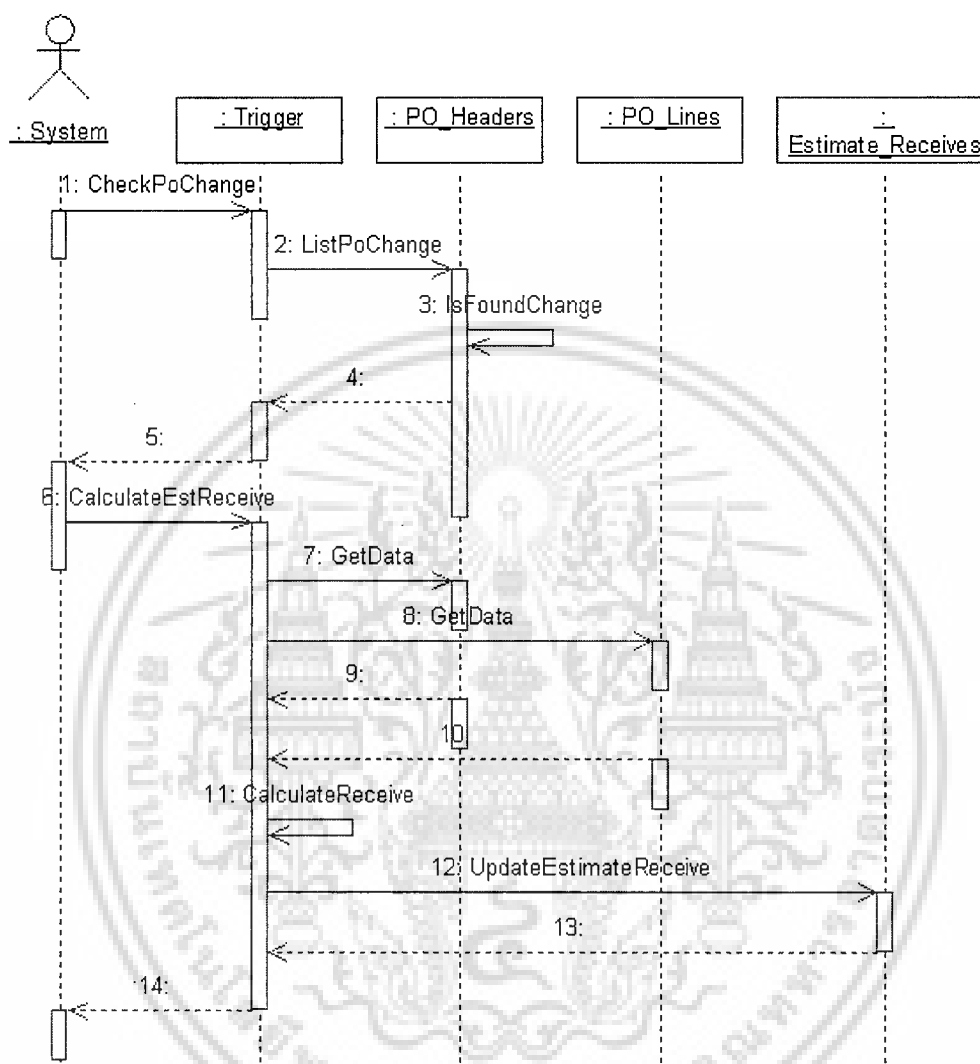 : System
: Trigger
: PO_Headers
: PO_Lines
:
Estimate_Receives
1: CheckPoChange
2: ListPoChange
3: IsFoundChange
4:
5:
6: CalculateEstReceive
7: GetData
8: GetData
9:
10
11: CalculateReceive
12: UpdateEstimateReceive
13:
14: